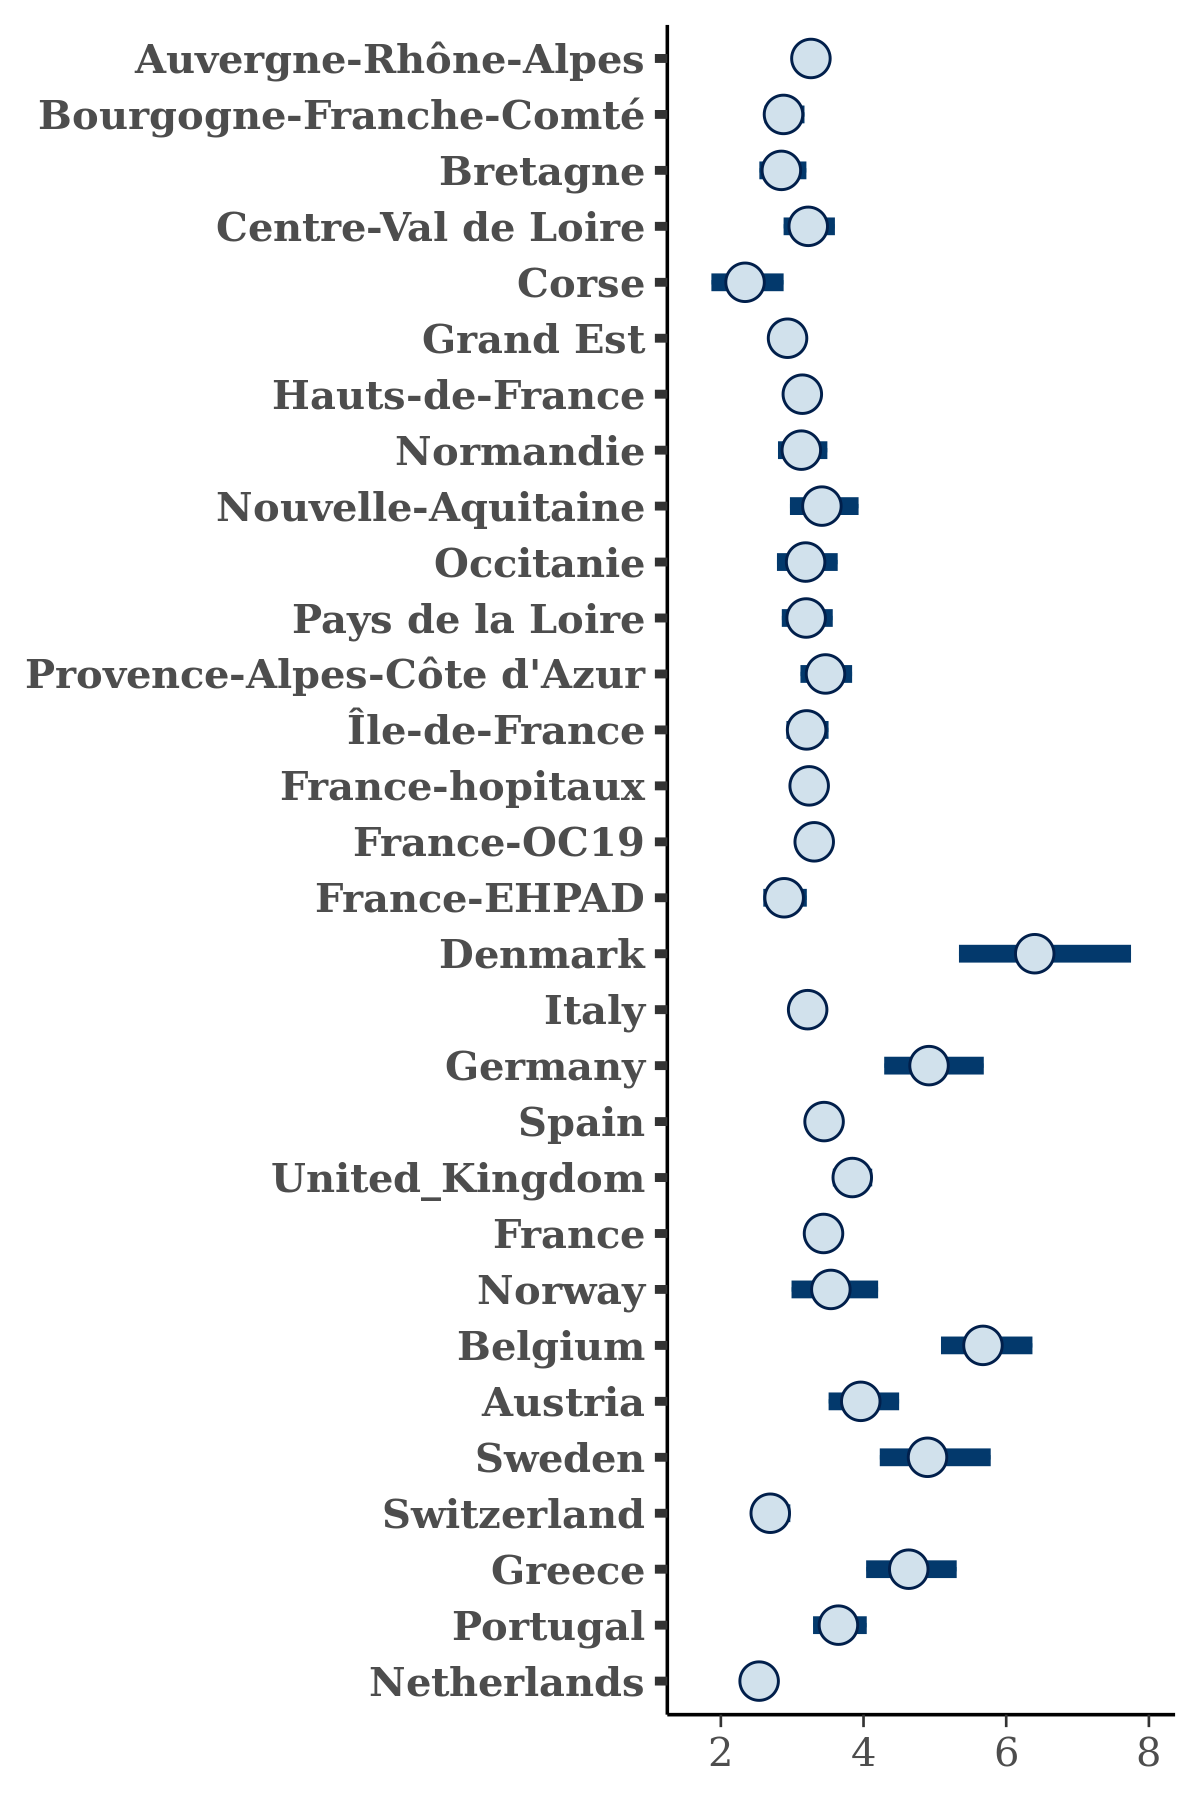 Auvergne-Rhône-Alpes
Bourgogne-Franche-Comté
Bretagne
Centre-Val de Loire
Corse
Grand Est
Hauts-de-France
Normandie
Nouvelle-Aquitaine
Occitanie
Pays de la Loire
Provence-Alpes-Côte d'Azur
Île-de-France
France-hopitaux
France-OC19
France-EHPAD
Denmark
Italy
Germany
Spain
United_Kingdom
France
Norway
Belgium
Austria
Sweden
Switzerland
Greece
Portugal
Netherlands
2 4 6 8